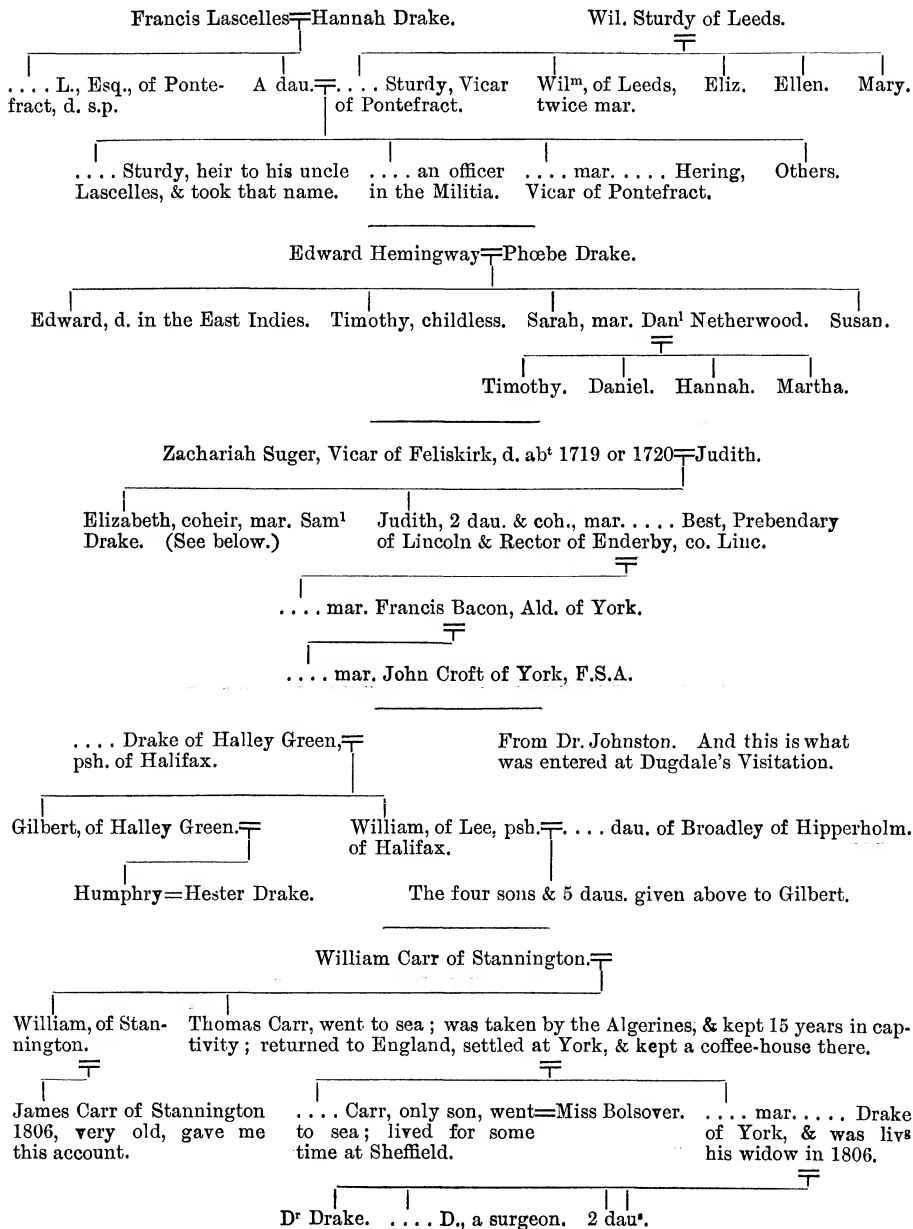 Francis Lascelles=Hannah Drake. Wil. Sturdy of Leeds.
.... L., Esq., of Ponte- A dau.=.... Sturdy, Vicar Wilᵐ, of Leeds, Eliz. Ellen. Mary.
fract, d. s.p. of Pontefract. twice mar.
.... Sturdy, heir to his uncle .... an officer .... mar. .... Hering, Others.
Lascelles, & took that name. in the Militia. Vicar of Pontefract.
Edward Hemingway=Phœbe Drake.
Edward, d. in the East Indies. Timothy, childless. Sarah, mar. Danˡ Netherwood. Susan.
Timothy. Daniel. Hannah. Martha.
Zachariah Suger, Vicar of Feliskirk, d. abᵗ 1719 or 1720=Judith.
Elizabeth, coheir, mar. Samˡ Judith, 2 dau. & coh., mar. .... Best, Prebendary
Drake. (See below.) of Lincoln & Rector of Enderby, co. Linc.
.... mar. Francis Bacon, Ald. of York.
.... mar. John Croft of York, F.S.A.
.... Drake of Halley Green,= From Dr. Johnston. And this is what
psh. of Halifax. was entered at Dugdale's Visitation.
Gilbert, of Halley Green.= William, of Lee, psh.=.... dau. of Broadley of Hipperholm.
of Halifax.
Humphry=Hester Drake. The four sons & 5 daus. given above to Gilbert.
William Carr of Stannington.=
William, of Stan- Thomas Carr, went to sea; was taken by the Algerines, & kept 15 years in cap-
nington. tivity; returned to England, settled at York, & kept a coffee-house there.
James Carr of Stannington .... Carr, only son, went=Miss Bolsover. .... mar. .... Drake
1806, very old, gave me to sea; lived for some of York, & was livᵍ
this account. time at Sheffield. his widow in 1806.
Dʳ Drake. .... D., a surgeon. 2 dauˢ.